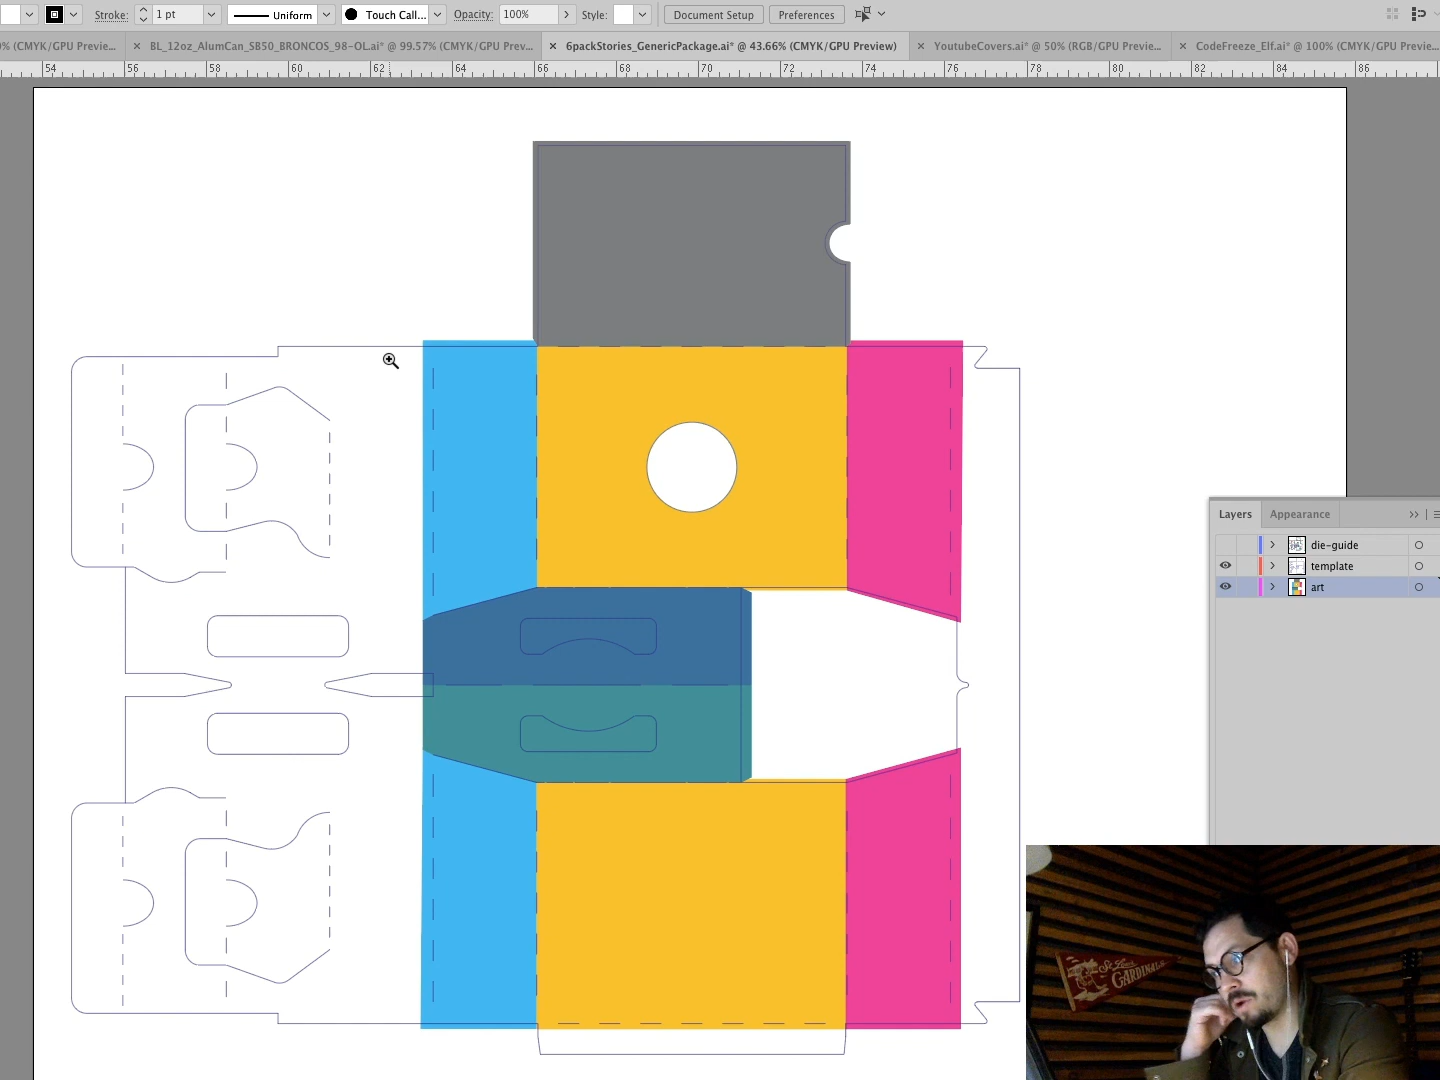 Stroke: 1 pt Uniform Touch Call... Opacity: 100% Style: Document Setup Preferences
% (CMYK/GPU Previe... × BL_12oz_AlumCan_SB50_BRONCOS_98-OL.ai* @ 99.57% (CMYK/GPU Prev... × 6packStories_GenericPackage.ai* @ 43.66% (CMYK/GPU Preview) × YoutubeCovers.ai* @ 50% (RGB/GPU Previe... × CodeFreeze_Elf.ai* @ 100% (CMYK/GPU Previe...
54 56 58 60 62 64 66 68 70 72 74 76 78 80 82 84 86
Layers Appearance
die-guide
template
art
St. Louis
CARDINALS